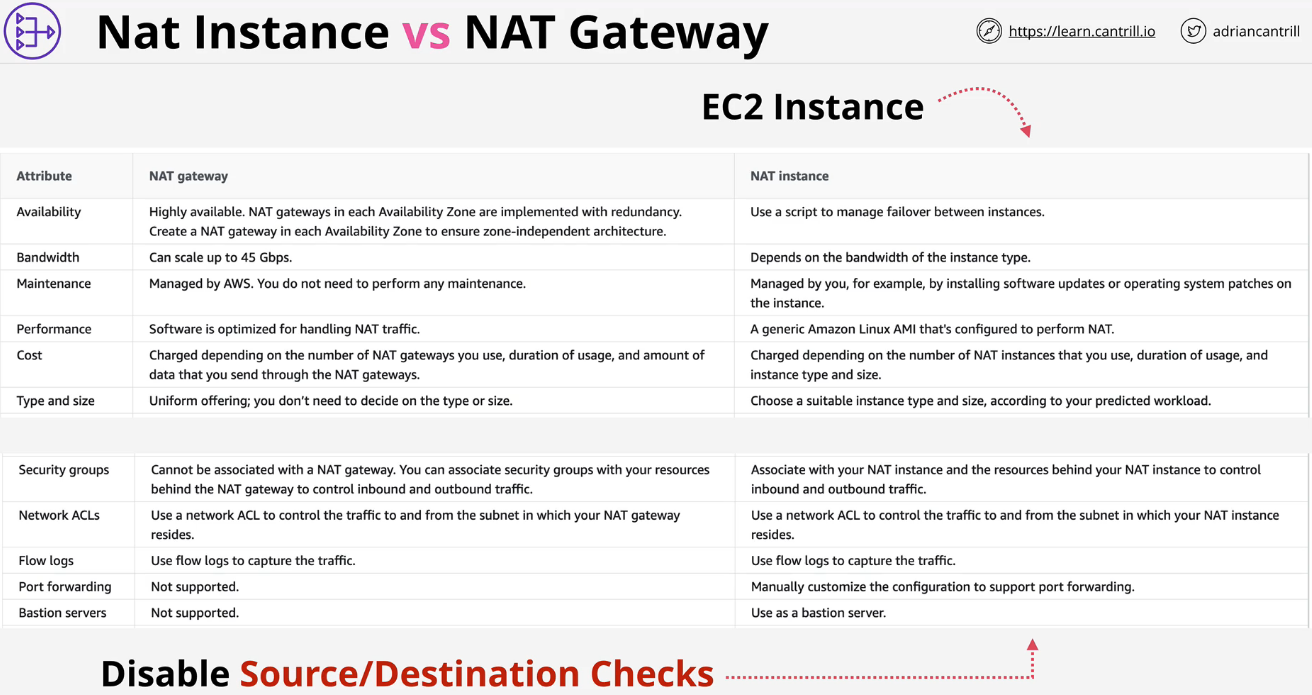 Nat Instance vs NAT Gateway
https://learn.cantrill.io
adriancantrill
EC2 Instance
Attribute
NAT gateway
NAT instance
Availability
Highly available. NAT gateways in each Availability Zone are implemented with redundancy.
Create a NAT gateway in each Availability Zone to ensure zone-independent architecture.
Use a script to manage failover between instances.
Bandwidth
Can scale up to 45 Gbps.
Depends on the bandwidth of the instance type.
Maintenance
Managed by AWS. You do not need to perform any maintenance.
Managed by you, for example, by installing software updates or operating system patches on
the instance.
Performance
Software is optimized for handling NAT traffic.
A generic Amazon Linux AMI that's configured to perform NAT.
Cost
Charged depending on the number of NAT gateways you use, duration of usage, and amount of
data that you send through the NAT gateways.
Charged depending on the number of NAT instances that you use, duration of usage, and
instance type and size.
Type and size
Uniform offering; you don't need to decide on the type or size.
Choose a suitable instance type and size, according to your predicted workload.
Security groups
Cannot be associated with a NAT gateway. You can associate security groups with your resources
behind the NAT gateway to control inbound and outbound traffic.
Associate with your NAT instance and the resources behind your NAT instance to control
inbound and outbound traffic.
Network ACLs
Use a network ACL to control the traffic to and from the subnet in which your NAT gateway
resides.
Use a network ACL to control the traffic to and from the subnet in which your NAT instance
resides.
Flow logs
Use flow logs to capture the traffic.
Use flow logs to capture the traffic.
Port forwarding
Not supported.
Manually customize the configuration to support port forwarding.
Bastion servers
Not supported.
Use as a bastion server.
Disable Source/Destination Checks